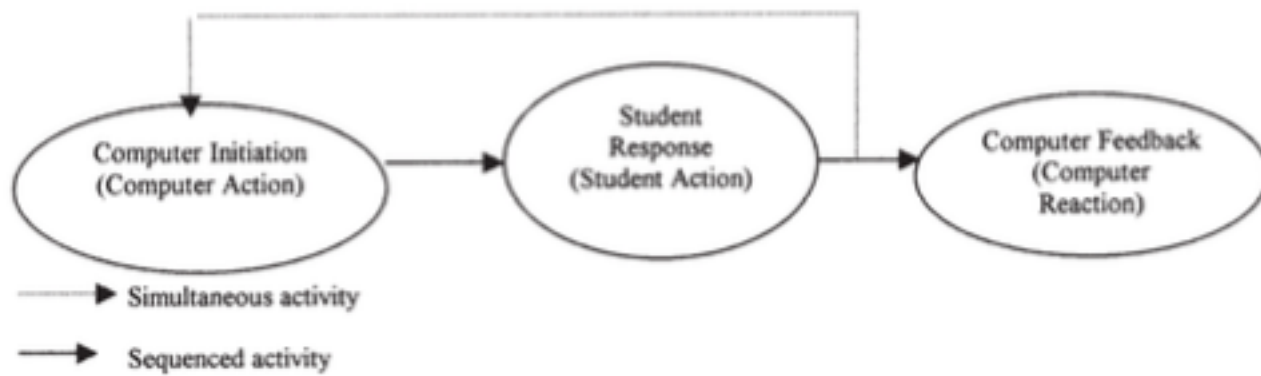 Computer Initiation
(Computer Action)
Student
Response
(Student Action)
Computer Feedback
(Computer
Reaction)
Simultaneous activity
Sequenced activity